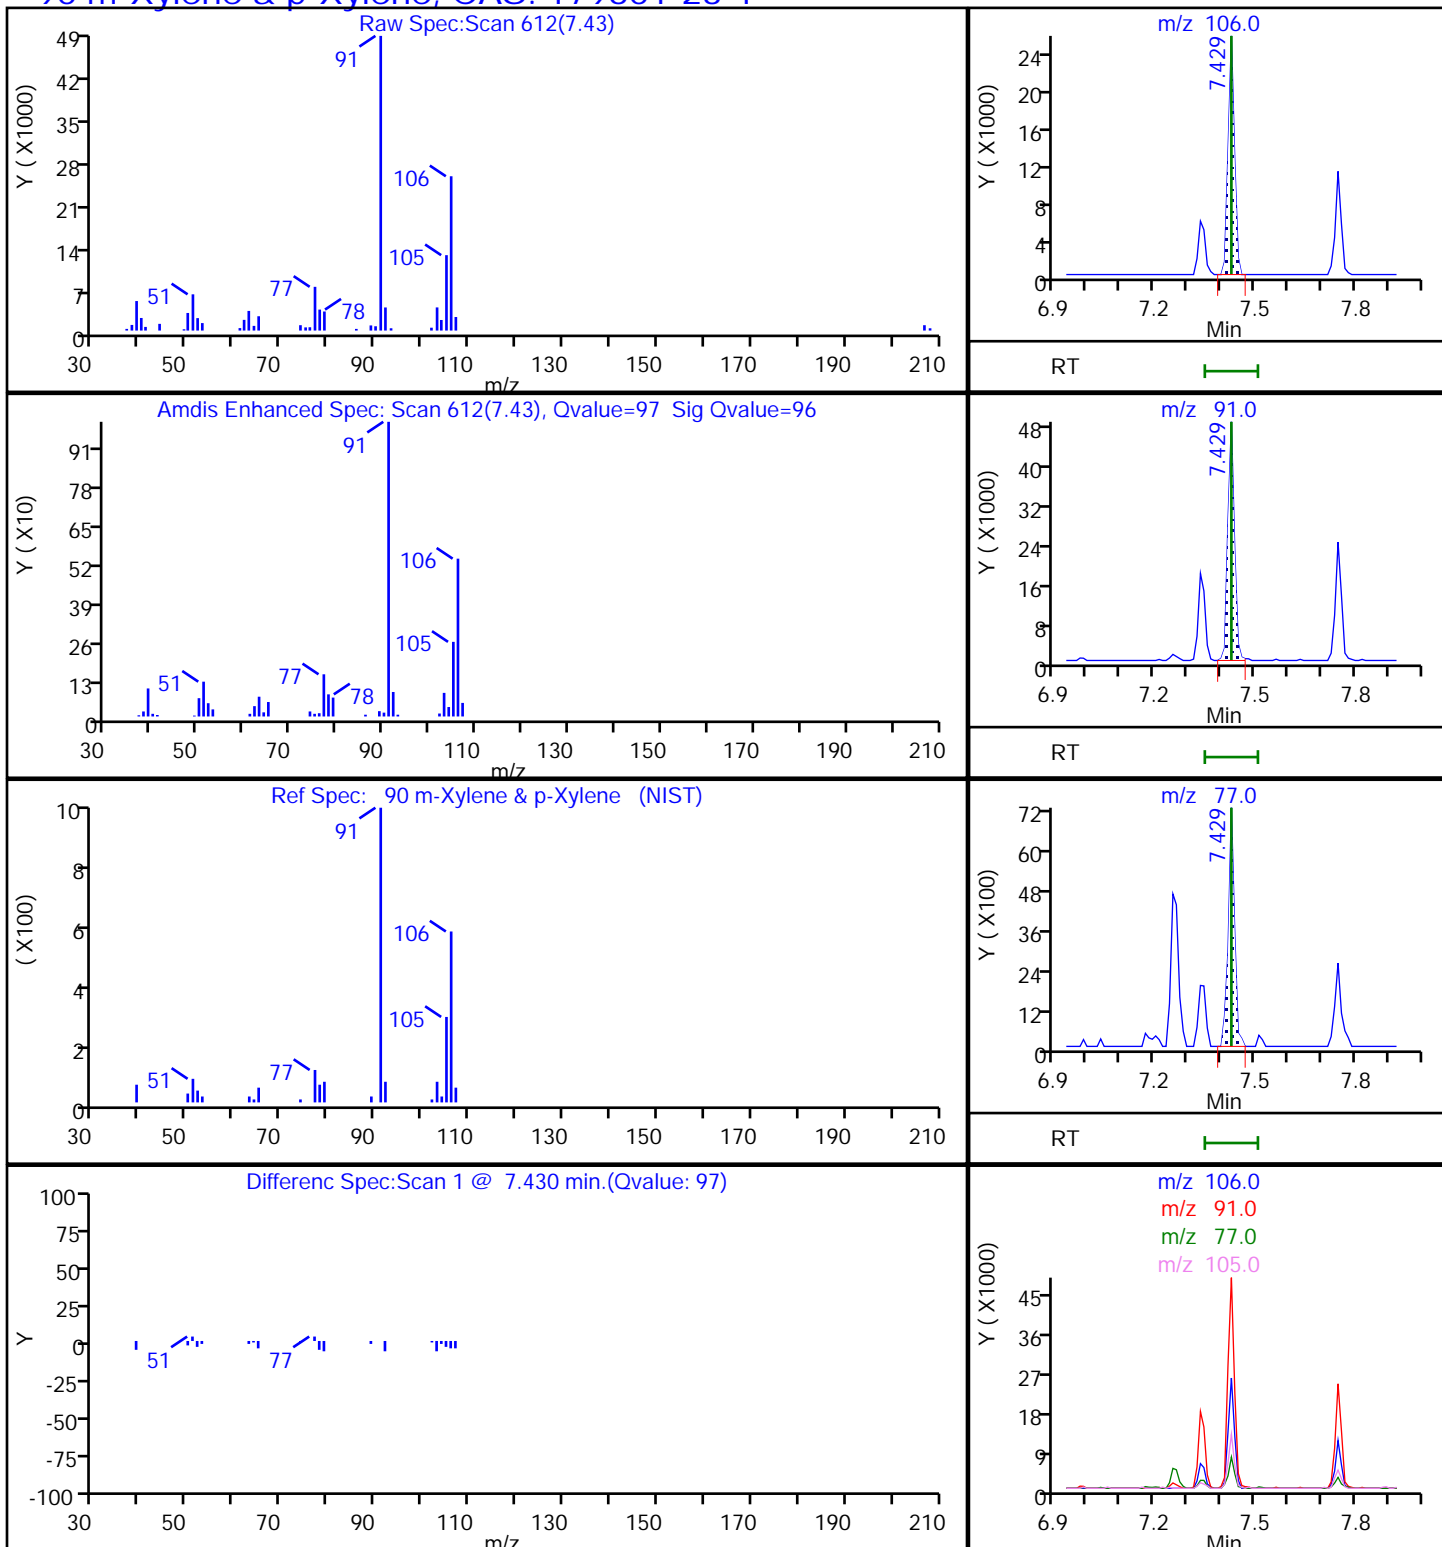 90 m-Xylene & p-Xylene, CAS: 179601-23-1
Raw Spec:Scan 612(7.43)
49
42
35
28
21
14
7
0
Y ( X1000)
91
106
105
51
77
78
30 50 70 90 110 130 150 170 190 210
m/z
m/z 106.0
24
20
16
12
8
4
0
Y ( X1000)
7.429
6.9 7.2 7.5 7.8
Min
RT
Amdis Enhanced Spec: Scan 612(7.43), Qvalue=97 Sig Qvalue=96
91
78
65
52
39
26
13
0
Y ( X10)
91
106
105
51
77
78
30 50 70 90 110 130 150 170 190 210
m/z
m/z 91.0
48
40
32
24
16
8
0
Y ( X1000)
7.429
6.9 7.2 7.5 7.8
Min
RT
Ref Spec: 90 m-Xylene & p-Xylene (NIST)
10
8
6
4
2
0
( X100)
91
106
105
51
77
30 50 70 90 110 130 150 170 190 210
m/z 77.0
72
60
48
36
24
12
0
Y ( X100)
7.429
6.9 7.2 7.5 7.8
Min
RT
Differenc Spec:Scan 1 @ 7.430 min.(Qvalue: 97)
100
75
50
25
0
-25
-50
-75
-100
Y
51
77
30 50 70 90 110 130 150 170 190 210
m/z
m/z 106.0
m/z 91.0
m/z 77.0
m/z 105.0
45
36
27
18
9
0
Y ( X1000)
6.9 7.2 7.5 7.8
Min